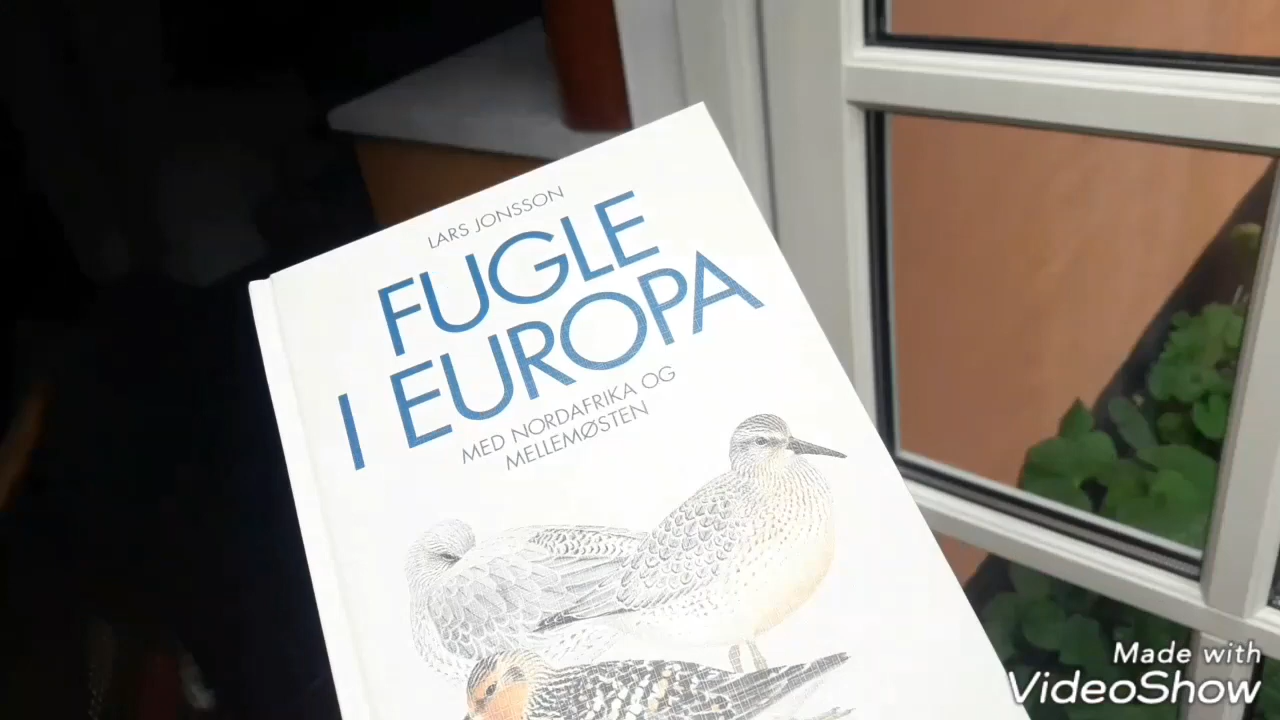 LARS JONSSON
FUGLE
I EUROPA
MED NORDAFRIKA OG
MELLEMØSTEN
Made with
VideoShow